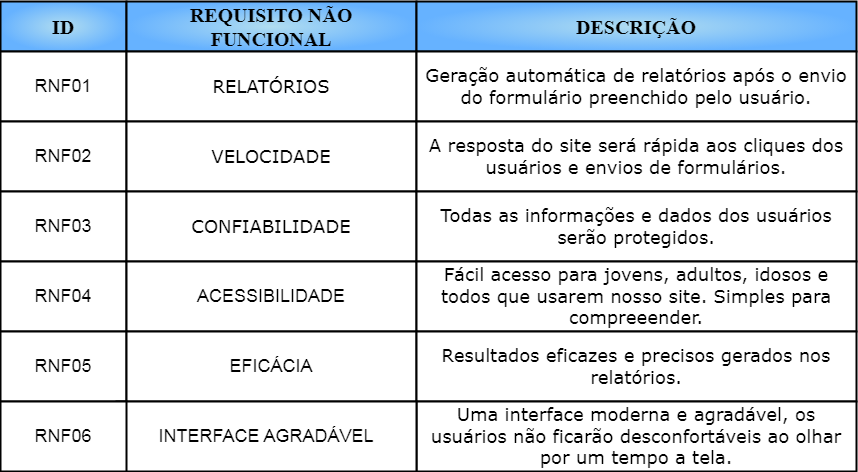 ID
REQUISITO NÃO
FUNCIONAL
DESCRIÇÃO
RNF01
RELATÓRIOS
Geração automática de relatórios após o envio
do formulário preenchido pelo usuário.
RNF02
VELOCIDADE
A resposta do site será rápida aos cliques dos
usuários e envios de formulários.
RNF03
CONFIABILIDADE
Todas as informações e dados dos usuários
serão protegidos.
RNF04
ACESSIBILIDADE
Fácil acesso para jovens, adultos, idosos e
todos que usarem nosso site. Simples para
compreeender.
RNF05
EFICÁCIA
Resultados eficazes e precisos gerados nos
relatórios.
RNF06
INTERFACE AGRADÁVEL
Uma interface moderna e agradável, os
usuários não ficarão desconfortáveis ao olhar
por um tempo a tela.